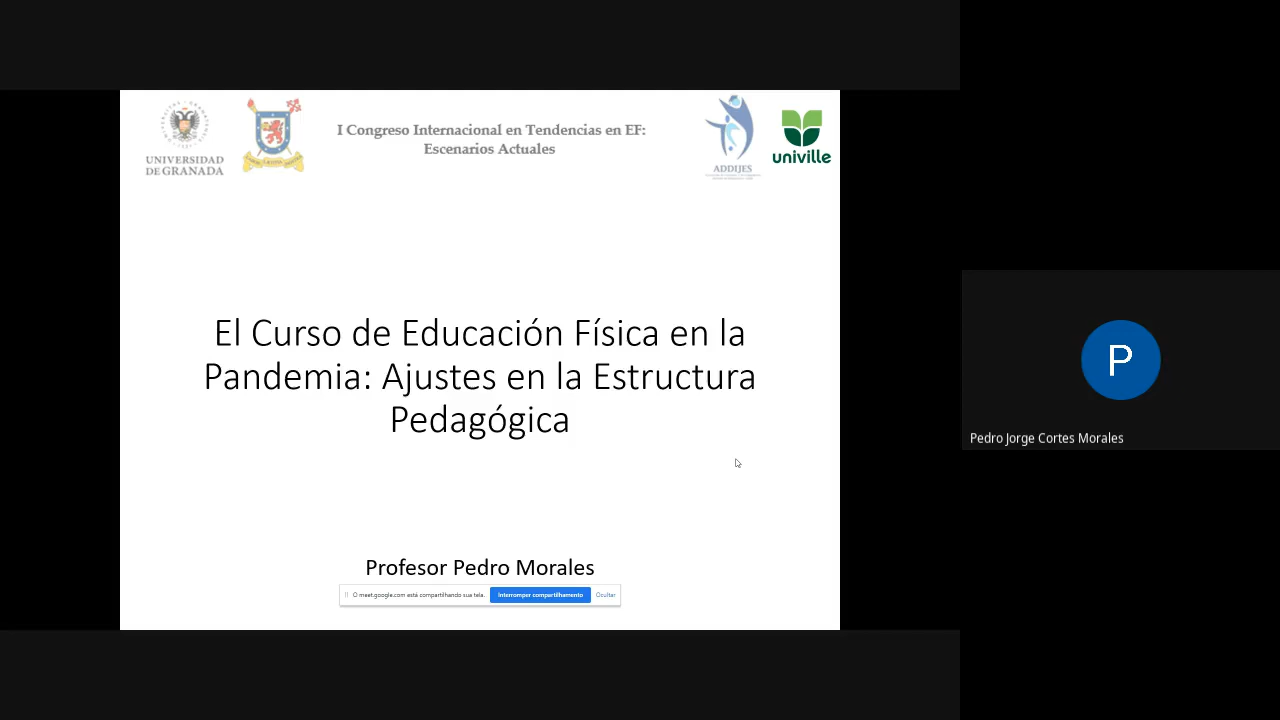 I Congreso Internacional en Tendencias en EF:
Escenarios Actuales
UNIVERSIDAD
DE GRANADA
ADDIJES
univille
El Curso de Educación Física en la
Pandemia: Ajustes en la Estructura
Pedagógica
Profesor Pedro Morales
O meet.google.com está compartilhando sua tela.
Interromper compartilhamento
Ocultar
P
Pedro Jorge Cortes Morales